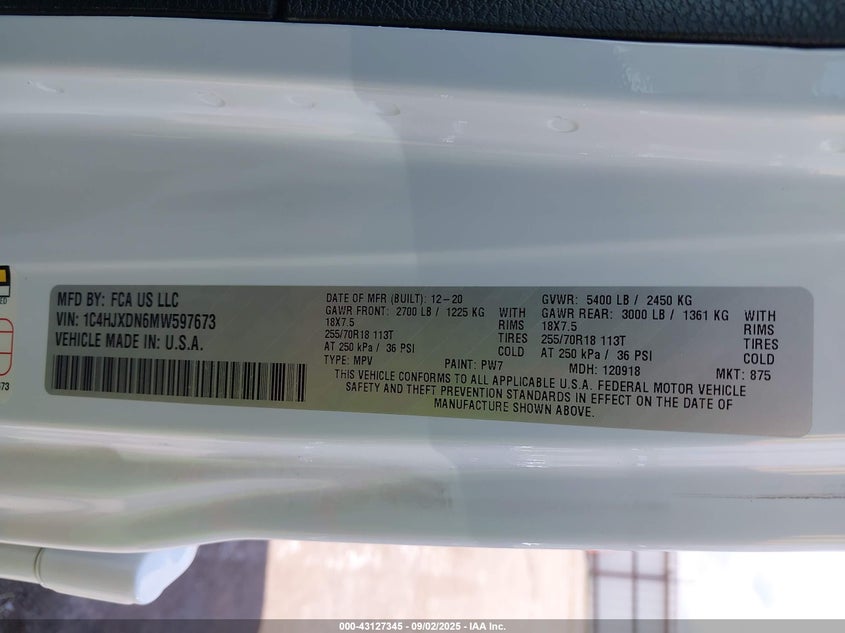 MFD BY: FCA US LLC
VIN: 1C4HJXDN6MW597673
VEHICLE MADE IN: U.S.A.
DATE OF MFR (BUILT): 12-20
GAWR FRONT: 2700 LB / 1225 KG WITH
18X7.5 RIMS
255/70R18 113T TIRES
AT 250 kPa / 36 PSI COLD
TYPE: MPV PAINT: PW7
GVWR: 5400 LB / 2450 KG
GAWR REAR: 3000 LB / 1361 KG WITH
18X7.5 RIMS
255/70R18 113T TIRES
AT 250 kPa / 36 PSI COLD
MDH: 120918 MKT: 875
THIS VEHICLE CONFORMS TO ALL APPLICABLE U.S.A. FEDERAL MOTOR VEHICLE
SAFETY AND THEFT PREVENTION STANDARDS IN EFFECT ON THE DATE OF
MANUFACTURE SHOWN ABOVE.
000-43127345 - 09/02/2025 - IAA Inc.